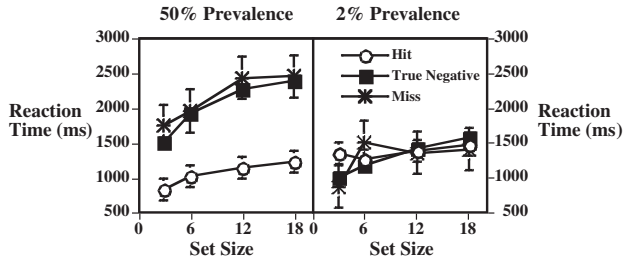 50% Prevalence
2% Prevalence
3000
2500
2000
1500
1000
500
Reaction
Time (ms)
0
6
12
18
Set Size
Hit
True Negative
Miss
0
6
12
18
Set Size
3000
2500
2000
1500
1000
500
Reaction
Time (ms)